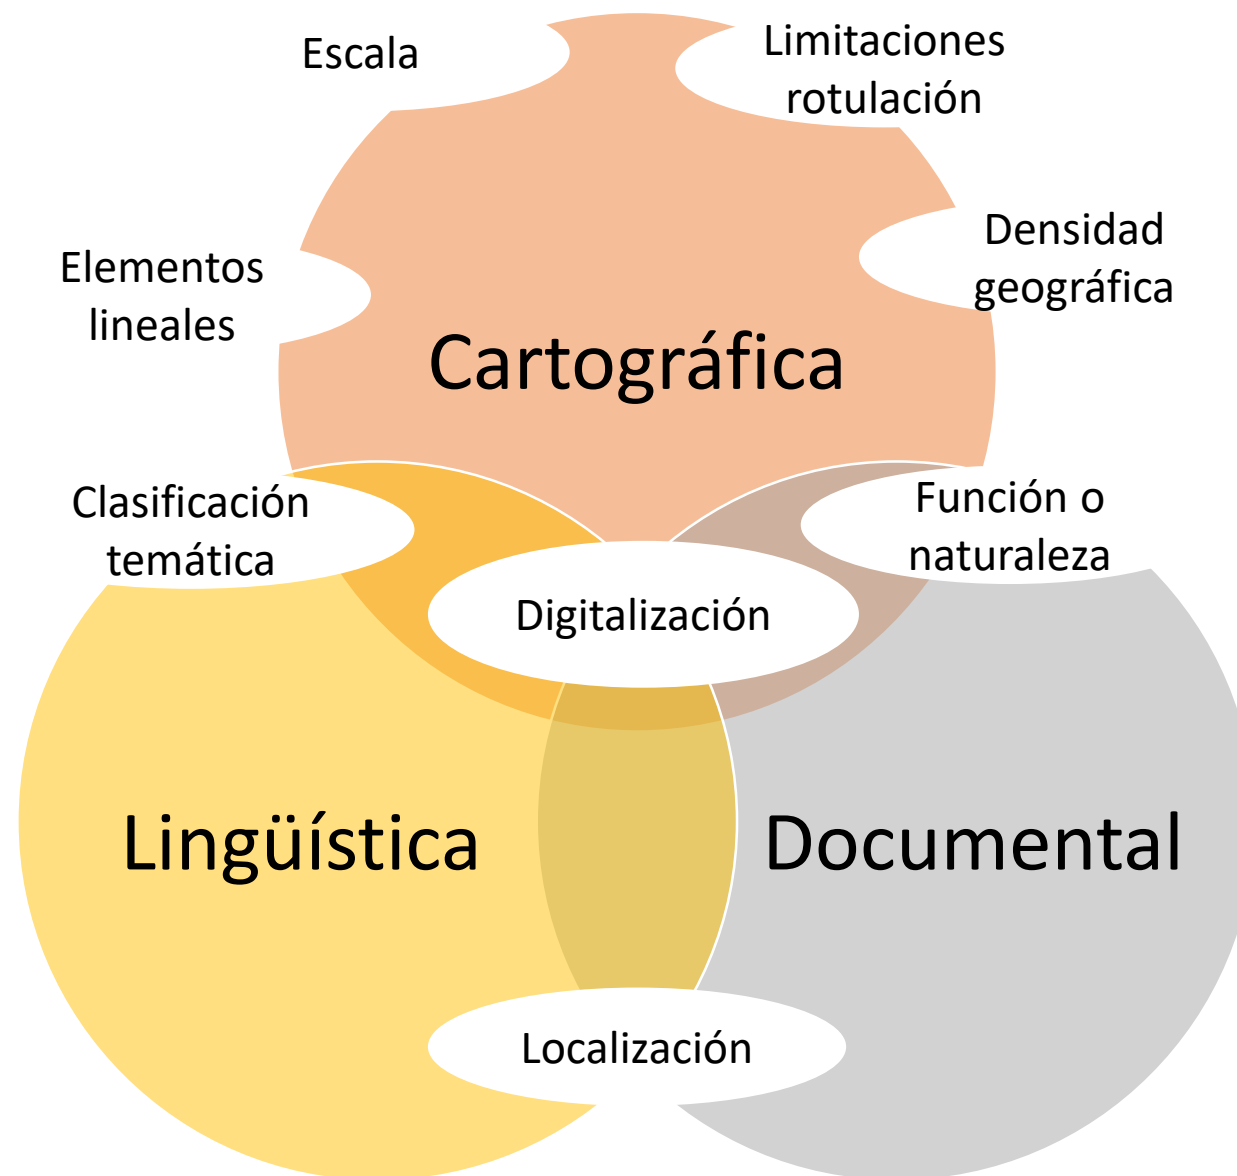 Escala
Limitaciones
rotulación
Elementos
lineales
Densidad
geográfica
Cartográfica
Clasificación
temática
Función o
naturaleza
Digitalización
Lingüística
Documental
Localización